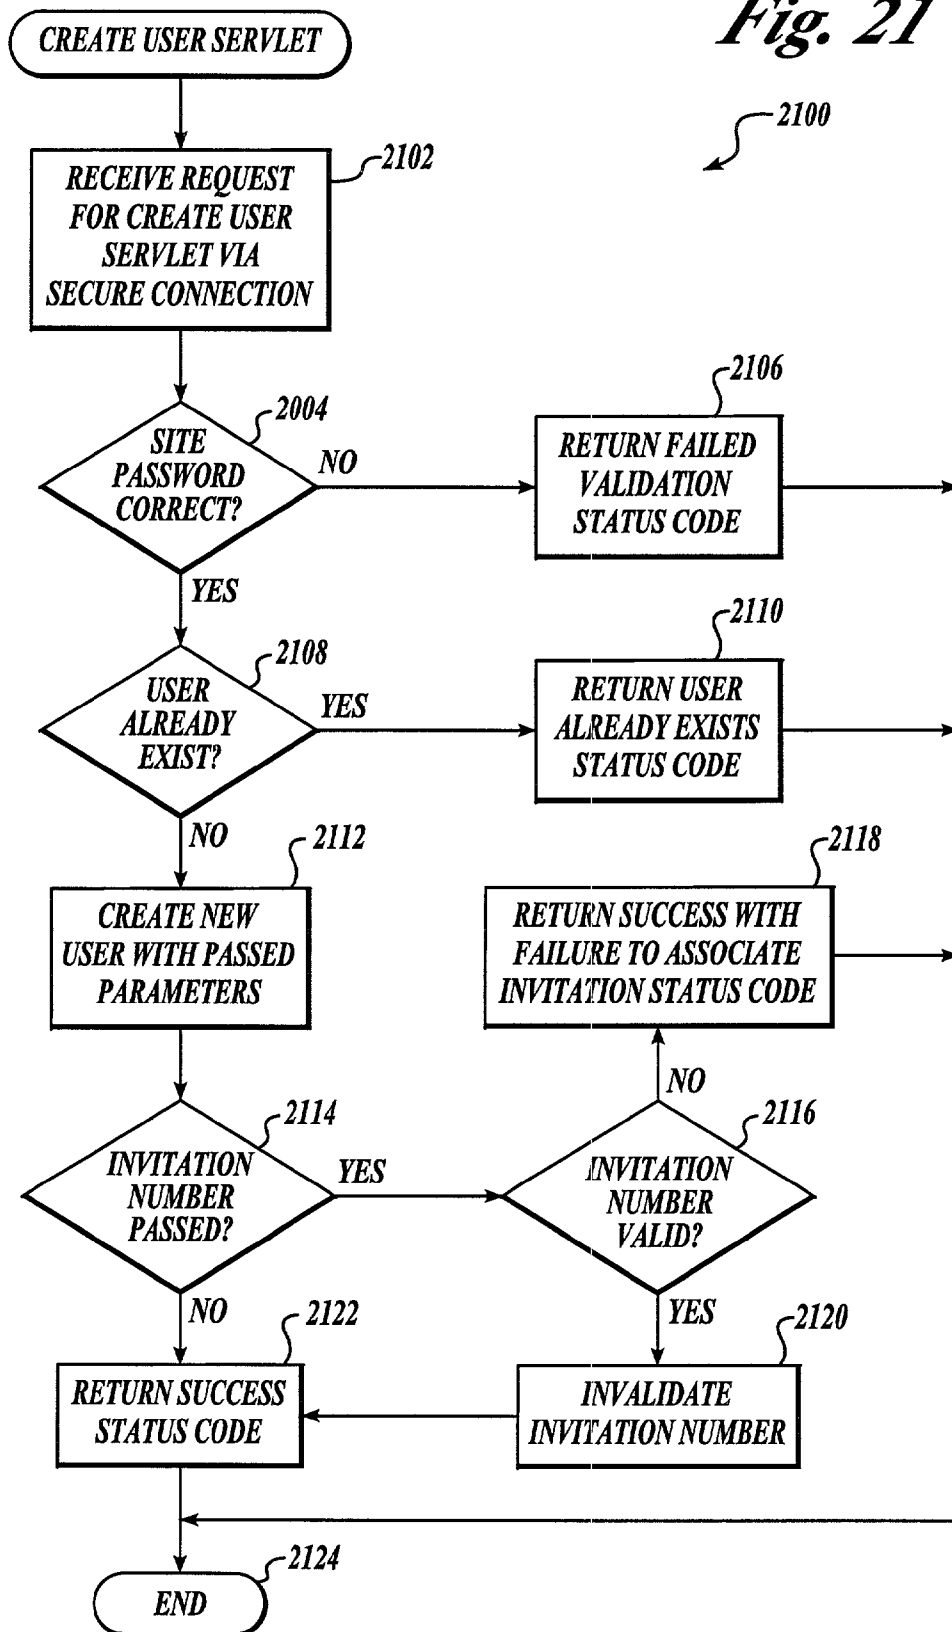 Fig. 21
CREATE USER SERVLET
2100
2102
RECEIVE REQUEST
FOR CREATE USER
SERVLET VIA
SECURE CONNECTION
2004
SITE
PASSWORD
CORRECT?
NO
2106
RETURN FAILED
VALIDATION
STATUS CODE
YES
2108
USER
ALREADY
EXIST?
YES
2110
RETURN USER
ALREADY EXISTS
STATUS CODE
NO
2112
CREATE NEW
USER WITH PASSED
PARAMETERS
2118
RETURN SUCCESS WITH
FAILURE TO ASSOCIATE
INVITATION STATUS CODE
NO
2114
INVITATION
NUMBER
PASSED?
YES
2116
INVITATION
NUMBER
VALID?
NO
YES
2122
RETURN SUCCESS
STATUS CODE
2120
INVALIDATE
INVITATION NUMBER
2124
END